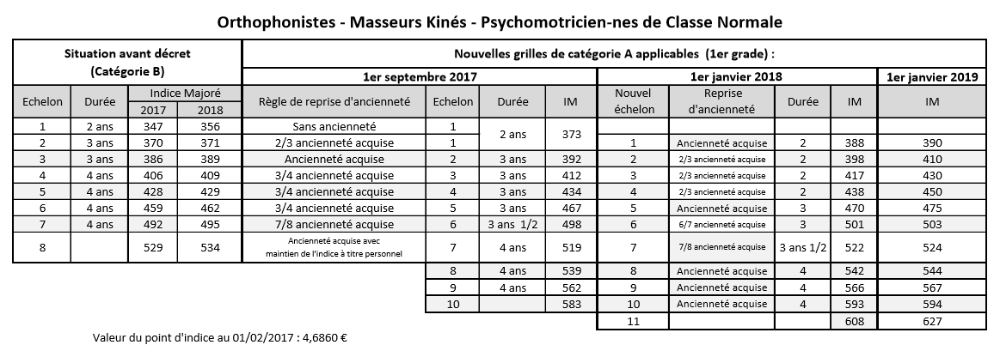 Orthophonistes - Masseurs Kinés - Psychomotricien-nes de Classe Normale
Situation avant décret
(Catégorie B)
Nouvelles grilles de catégorie A applicables (1er grade) :
1er septembre 2017 1er janvier 2018 1er janvier 2019
Echelon Durée Indice Majoré 2017 2018 Règle de reprise d'ancienneté Echelon Durée IM Nouvel échelon Reprise d'ancienneté Durée IM IM
1 2 ans 347 356 Sans ancienneté 1 2 ans 373
2 3 ans 370 371 2/3 ancienneté acquise 1 1 Ancienneté acquise 2 388 390
3 3 ans 386 389 Ancienneté acquise 2 3 ans 392 2 2/3 ancienneté acquise 2 398 410
4 4 ans 406 409 3/4 ancienneté acquise 3 3 ans 412 3 2/3 ancienneté acquise 2 417 430
5 4 ans 428 429 3/4 ancienneté acquise 4 3 ans 434 4 2/3 ancienneté acquise 2 438 450
6 4 ans 459 462 3/4 ancienneté acquise 5 3 ans 467 5 Ancienneté acquise 3 470 475
7 4 ans 492 495 7/8 ancienneté acquise 6 3 ans 1/2 498 6 6/7 ancienneté acquise 3 501 503
8 529 534 Ancienneté acquise avec maintien de l'indice à titre personnel 7 4 ans 519 7 7/8 ancienneté acquise 3 ans 1/2 522 524
8 4 ans 539 8 Ancienneté acquise 4 542 544
9 4 ans 562 9 Ancienneté acquise 4 566 567
10 583 10 Ancienneté acquise 4 593 594
11 608 627
Valeur du point d'indice au 01/02/2017 : 4,6860 €